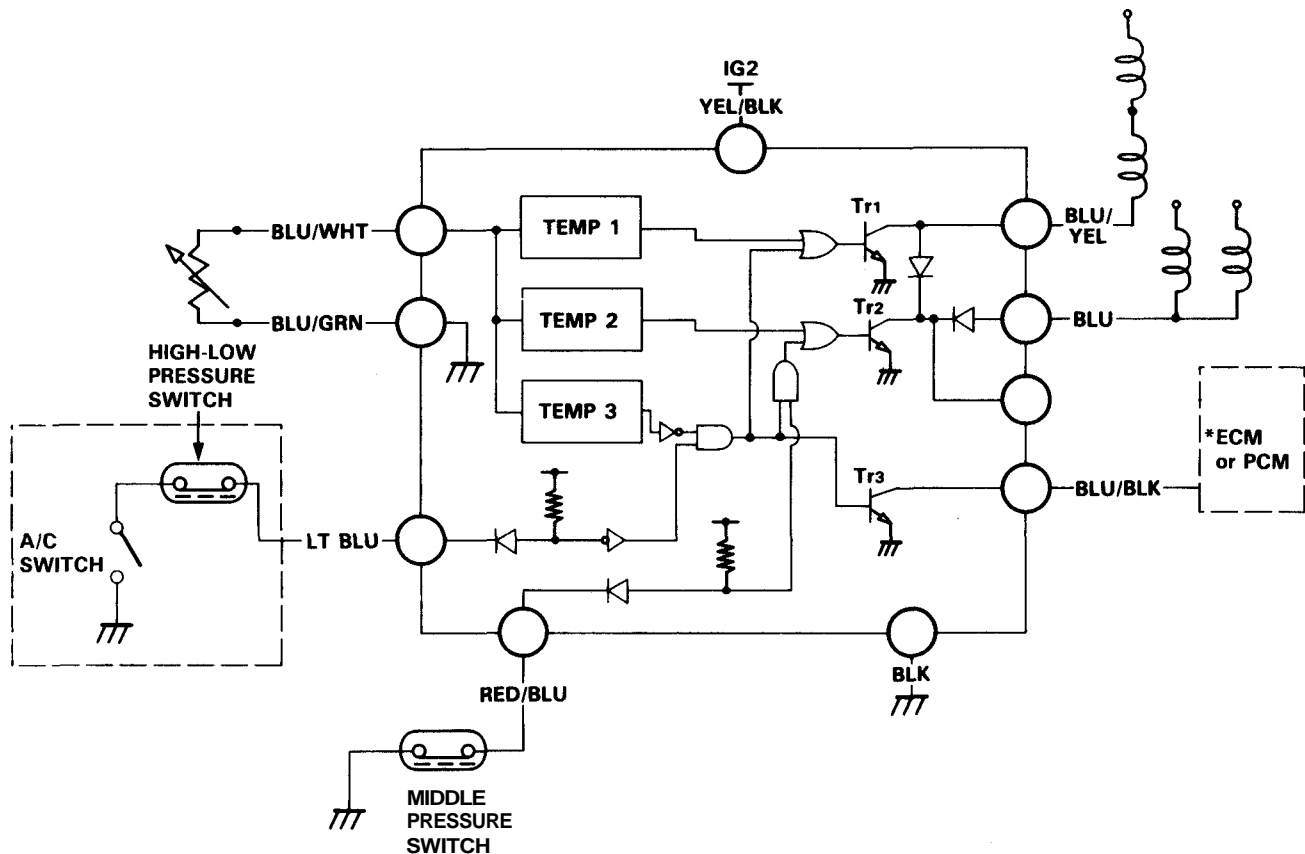 IG2
YEL/BLK
BLU/WHT
TEMP 1
Tr1
BLU/
YEL
BLU/GRN
TEMP 2
Tr2
BLU
HIGH-LOW
PRESSURE
SWITCH
TEMP 3
*ECM
or PCM
Tr3
BLU/BLK
A/C
SWITCH
LT BLU
BLK
RED/BLU
MIDDLE
PRESSURE
SWITCH